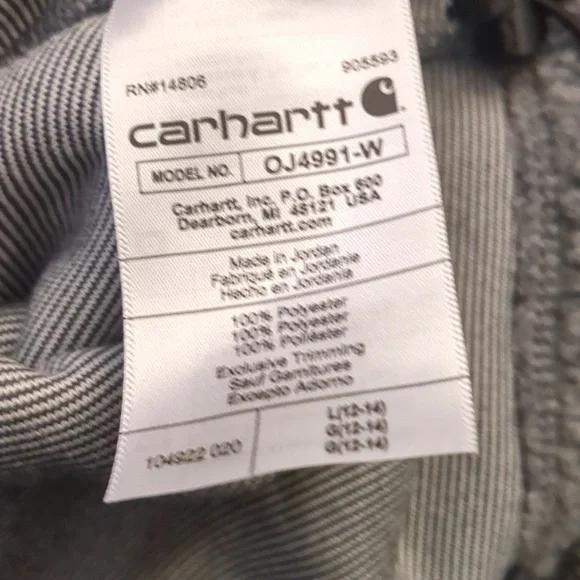 RN#14806
905593
carhartt
MODEL NO. OJ4991-W
Carhartt, Inc. P.O. Box 600
Dearborn, MI 48121 USA
carhartt.com
Made in Jordan
Fabriqué en Jordanie
Hecho en Jordania
100% Polyester
100% Polyester
100% Poliéster
Exclusive Trimming
Sauf Garnitures
Excepto Adorno
104922 020
L(12-14)
G(12-14)
G(12-14)